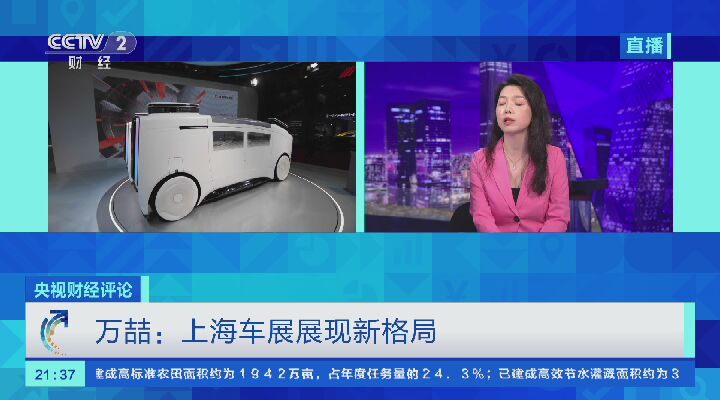 CCTV 2
财经
直播
央视财经评论
万喆：上海车展展现新格局
21:37
建成高标准农田面积约为1942万亩，占年度任务量的24.3%；已建成高效节水灌溉面积约为3